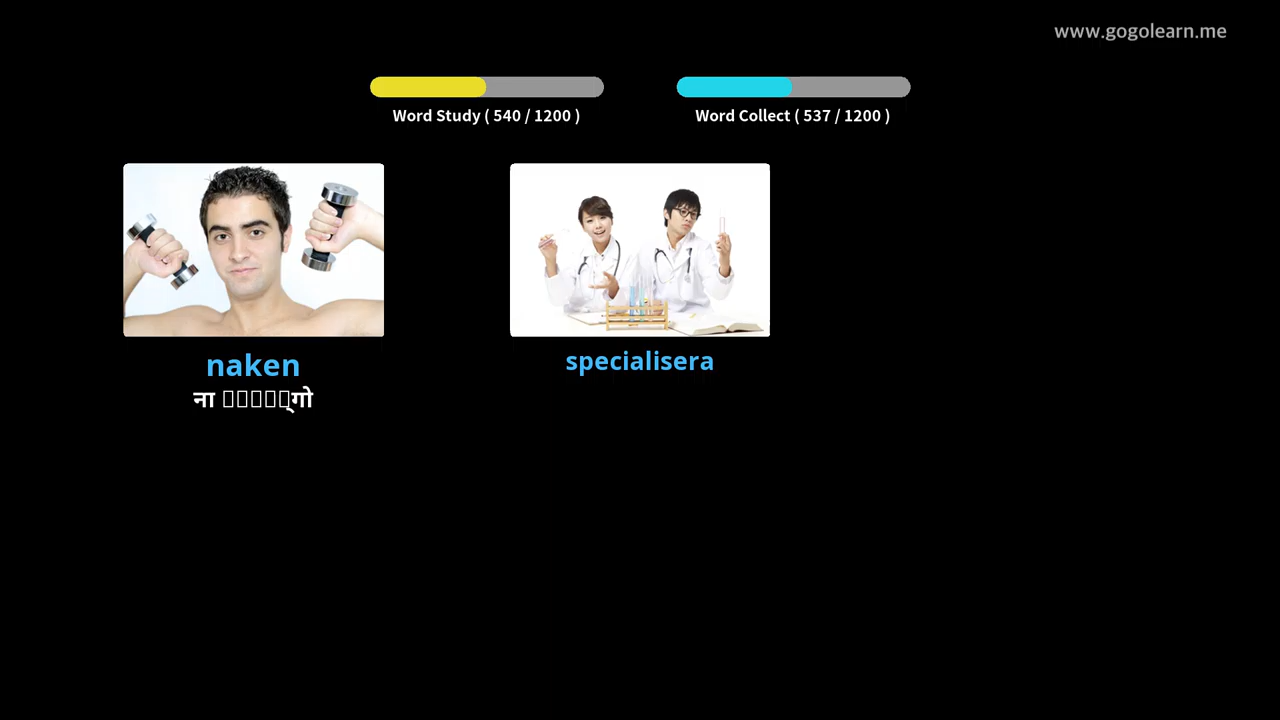 www.gogolearn.me
Word Study ( 540 / 1200 )
Word Collect ( 537 / 1200 )
naken
specialisera
ना